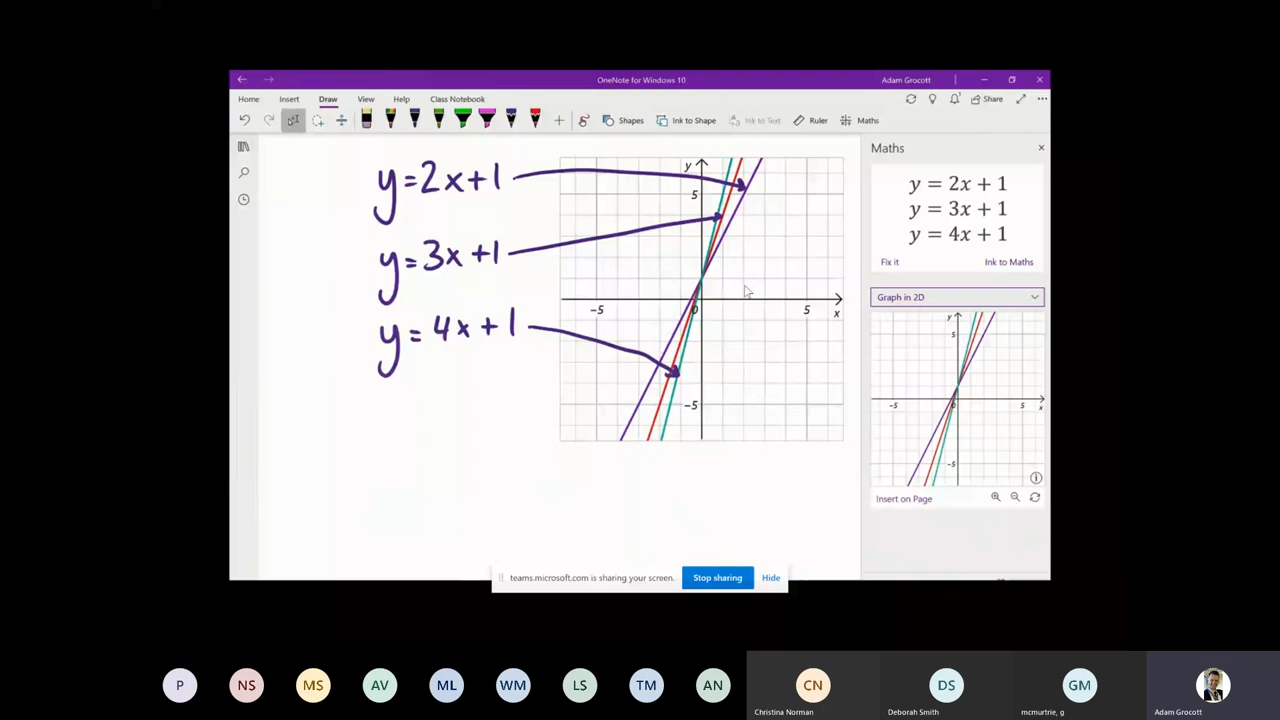 OneNote for Windows 10
Adam Grocott
Home Insert Draw View Help Class Notebook
Share
Shapes Ink to Shape Ink to Text Ruler Maths
y=2x+1
y=3x+1
y=4x+1
y
5
-5 0 5 x
-5
Maths
y = 2x + 1
y = 3x + 1
y = 4x + 1
Fix it Ink to Maths
Graph in 2D
y
5
-5 0 5 x
-5
Insert on Page
teams.microsoft.com is sharing your screen. Stop sharing Hide
P NS MS AV ML WM LS TM AN CN DS GM
Christina Norman Deborah Smith mcmurtrie, g Adam Grocott